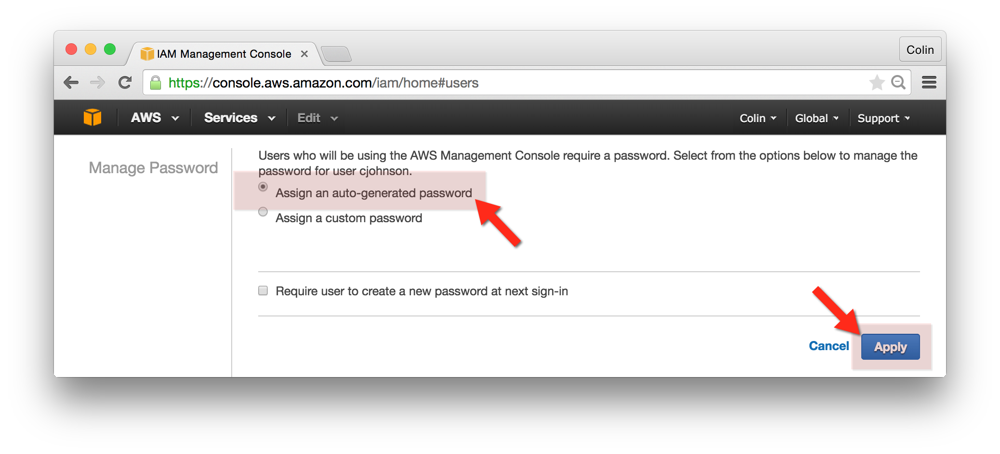 IAM Management Console
Colin
https://console.aws.amazon.com/iam/home#users
AWS Services Edit Colin Global Support
Manage Password
Users who will be using the AWS Management Console require a password. Select from the options below to manage the
password for user cjohnson.
Assign an auto-generated password
Assign a custom password
Require user to create a new password at next sign-in
Cancel Apply